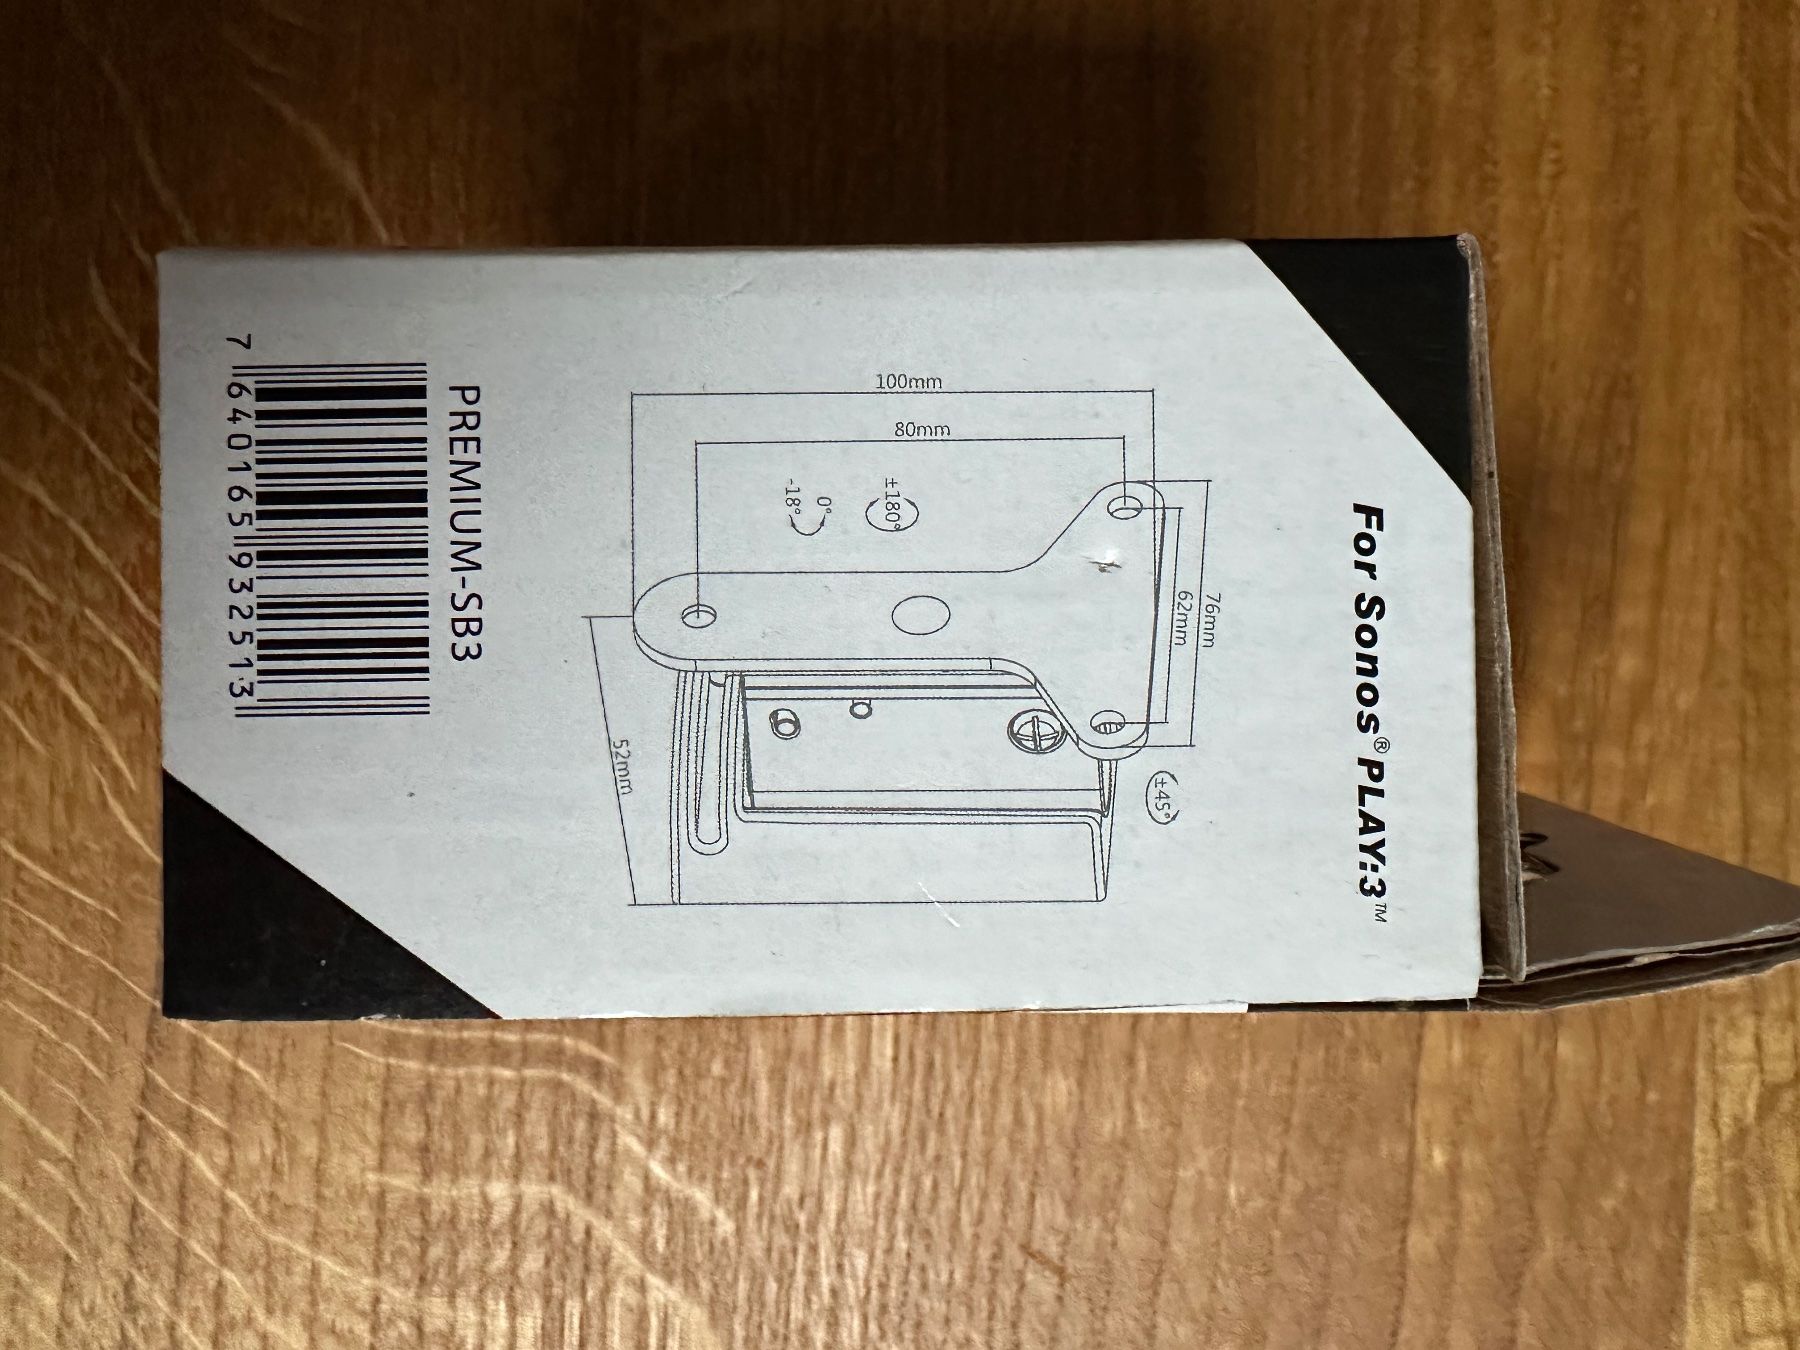 For Sonos® PLAY:3™
76mm
62mm
±45°
100mm
80mm
±180°
0°
-18°
52mm
PREMIUM-SB3
7 640165 932513